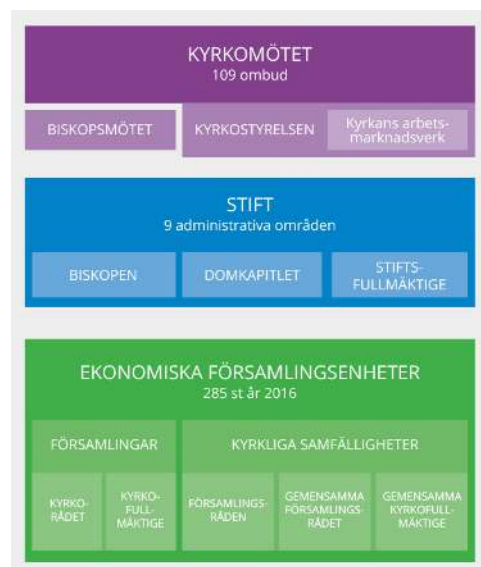 KYRKOMÖTET
109 ombud
BISKOPSMÖTET
KYRKOSTYRELSEN
Kyrkans arbets-
marknadsverk
STIFT
9 administrativa områden
BISKOPEN
DOMKAPITLET
STIFTS-
FULLMÄKTIGE
EKONOMISKA FÖRSAMLINGSENHETER
285 st år 2016
FÖRSAMLINGAR
KYRKLIGA SAMFÄLLIGHETER
KYRKO-
RÅDET
KYRKO-
FULL-
MÄKTIGE
FÖRSAMLINGS-
RÅDEN
GEMENSAMMA
FÖRSAMLINGS-
RÅDET
GEMENSAMMA
KYRKOFULL-
MÄKTIGE